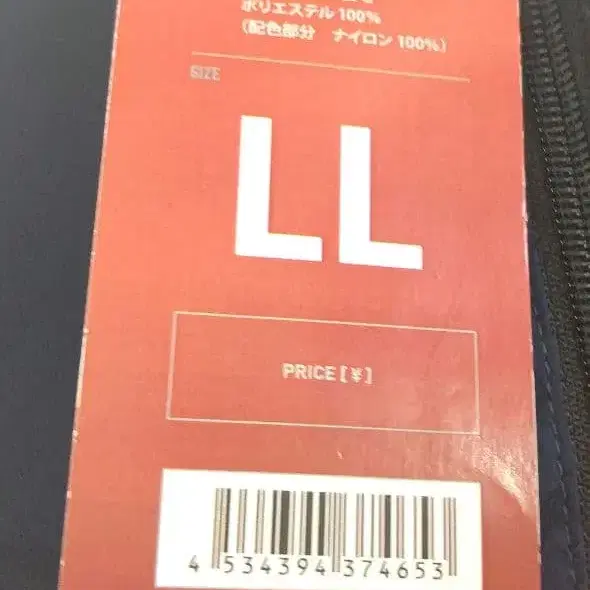 ポリエステル 100%
（配色部分　ナイロン 100%）
SIZE
LL
PRICE [¥]
4 534394 374653